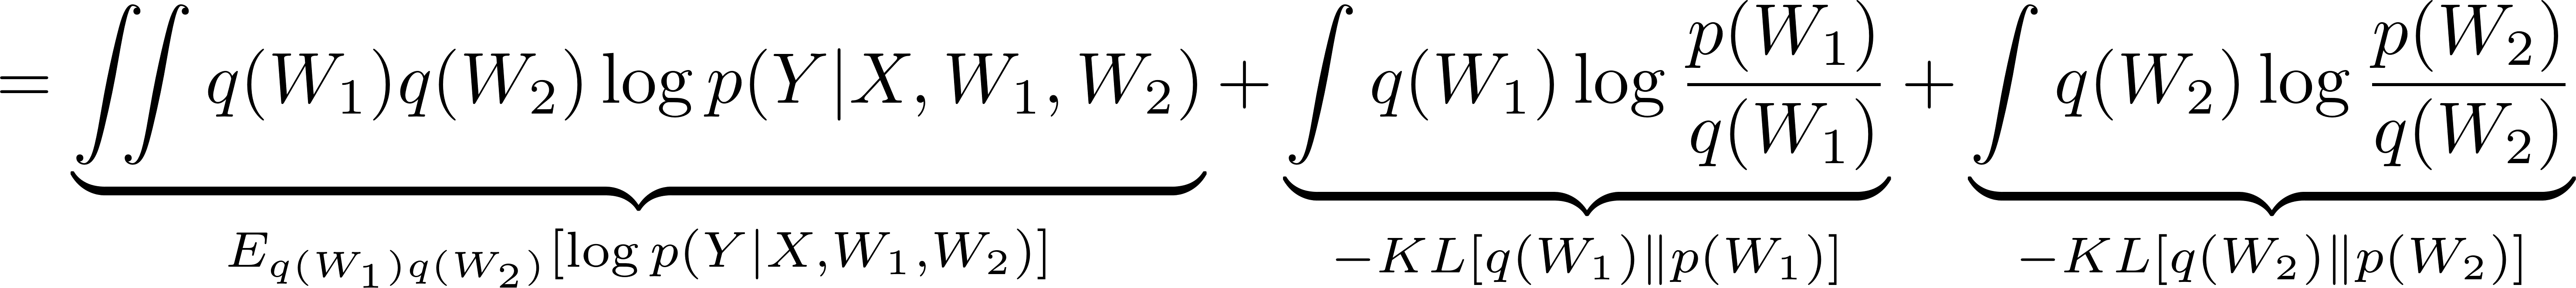 = ∬ q(W₁)q(W₂) log p(Y|X, W₁, W₂) + ∫ q(W₁) log p(W₁)/q(W₁) + ∫ q(W₂) log p(W₂)/q(W₂)
E_{q(W₁)q(W₂)}[log p(Y|X,W₁,W₂)] −KL[q(W₁)‖p(W₁)] −KL[q(W₂)‖p(W₂)]